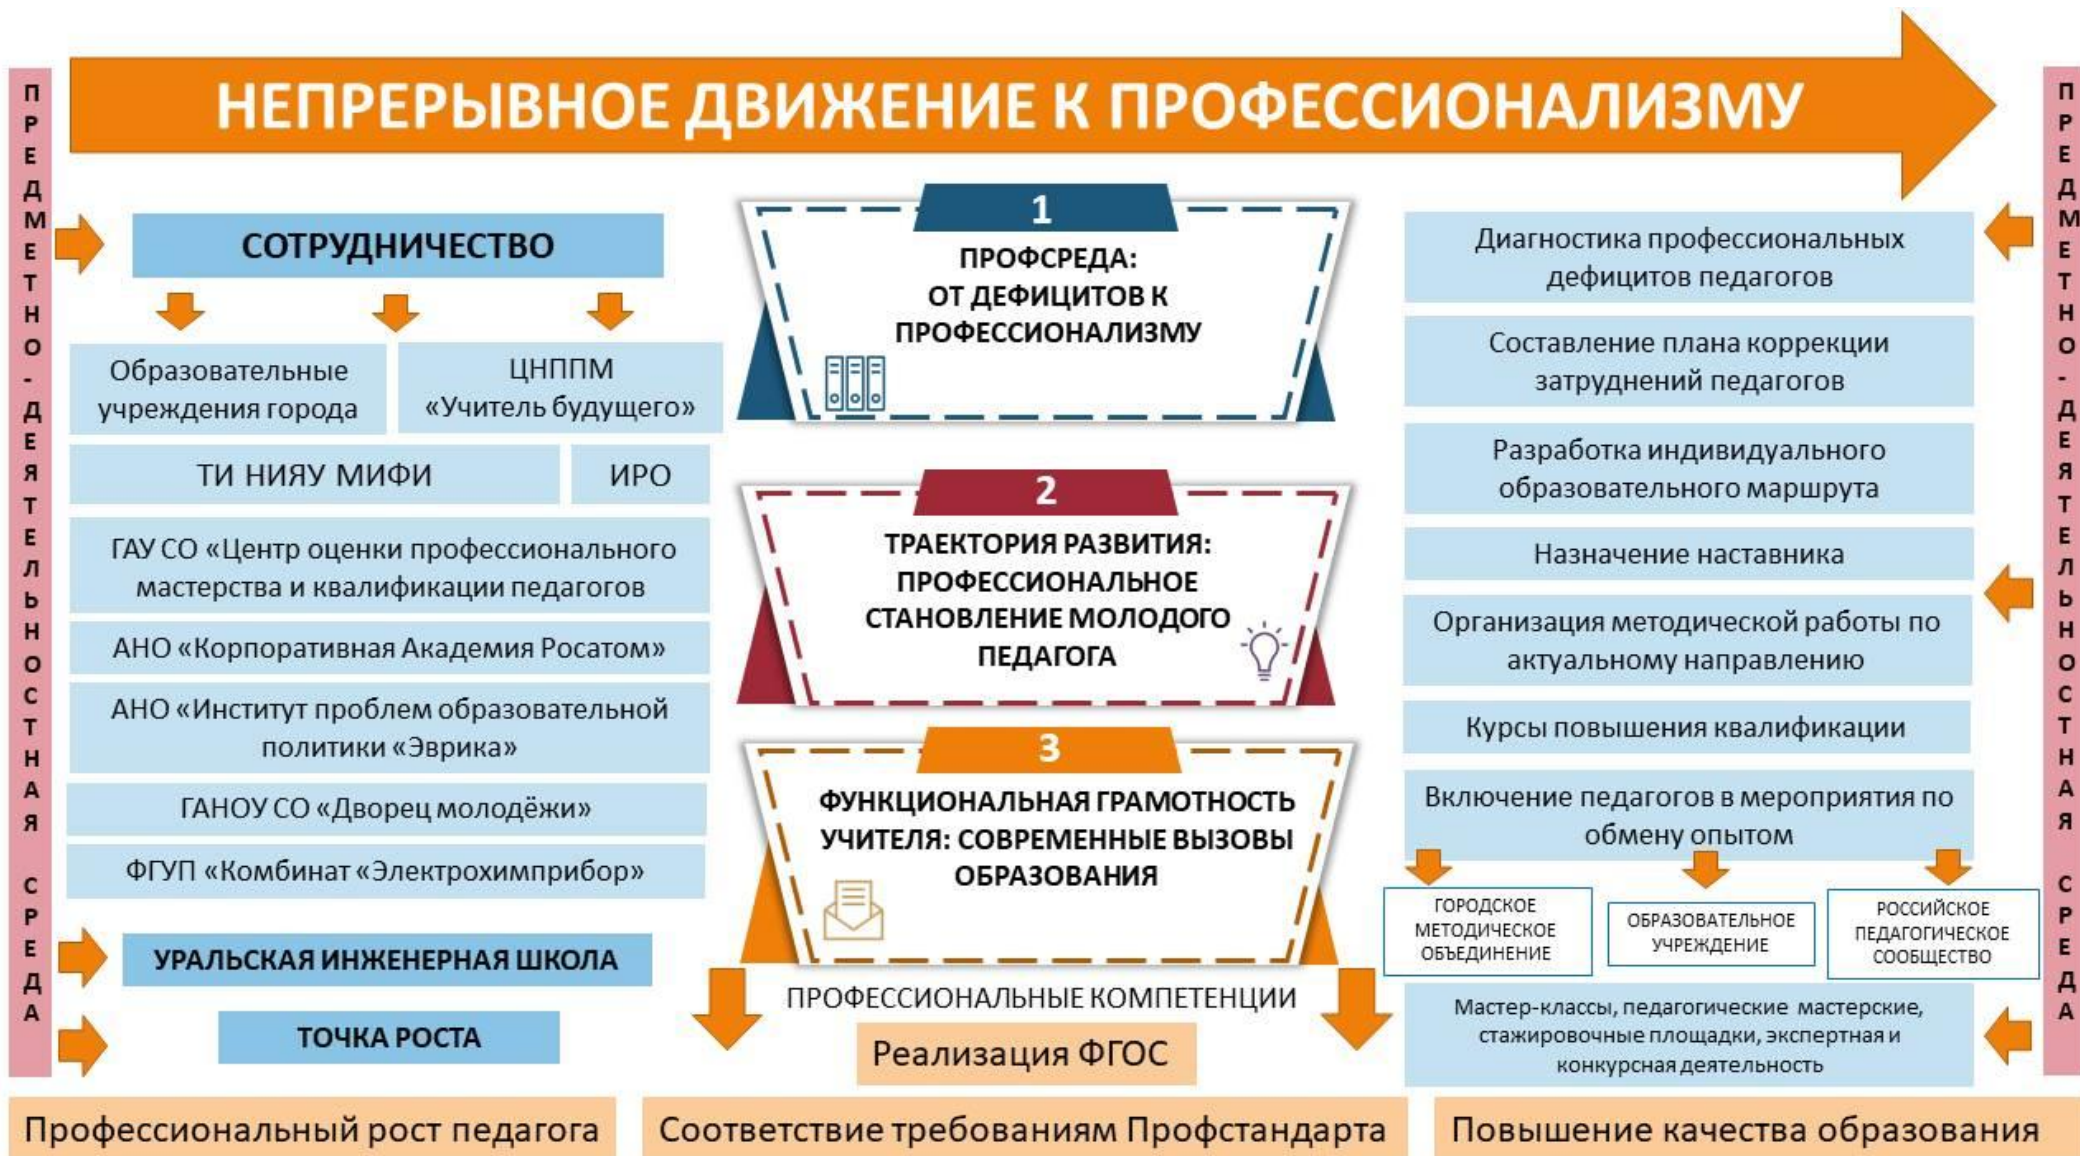 НЕПРЕРЫВНОЕ ДВИЖЕНИЕ К ПРОФЕССИОНАЛИЗМУ
ПРЕДМЕТНО-ДЕЯТЕЛЬНОСТНАЯ СРЕДА
СОТРУДНИЧЕСТВО
Образовательные
учреждения города
ЦНППМ
«Учитель будущего»
ТИ НИЯУ МИФИ
ИРО
ГАУ СО «Центр оценки профессионального
мастерства и квалификации педагогов
АНО «Корпоративная Академия Росатом»
АНО «Институт проблем образовательной
политики «Эврика»
ГАНОУ СО «Дворец молодёжи»
ФГУП «Комбинат «Электрохимприбор»
УРАЛЬСКАЯ ИНЖЕНЕРНАЯ ШКОЛА
ТОЧКА РОСТА
1
ПРОФСРЕДА:
ОТ ДЕФИЦИТОВ К
ПРОФЕССИОНАЛИЗМУ
2
ТРАЕКТОРИЯ РАЗВИТИЯ:
ПРОФЕССИОНАЛЬНОЕ
СТАНОВЛЕНИЕ МОЛОДОГО
ПЕДАГОГА
3
ФУНКЦИОНАЛЬНАЯ ГРАМОТНОСТЬ
УЧИТЕЛЯ: СОВРЕМЕННЫЕ ВЫЗОВЫ
ОБРАЗОВАНИЯ
ПРОФЕССИОНАЛЬНЫЕ КОМПЕТЕНЦИИ
Реализация ФГОС
Диагностика профессиональных
дефицитов педагогов
Составление плана коррекции
затруднений педагогов
Разработка индивидуального
образовательного маршрута
Назначение наставника
Организация методической работы по
актуальному направлению
Курсы повышения квалификации
Включение педагогов в мероприятия по
обмену опытом
ГОРОДСКОЕ
МЕТОДИЧЕСКОЕ
ОБЪЕДИНЕНИЕ
ОБРАЗОВАТЕЛЬНОЕ
УЧРЕЖДЕНИЕ
РОССИЙСКОЕ
ПЕДАГОГИЧЕСКОЕ
СООБЩЕСТВО
Мастер-классы, педагогические мастерские,
стажировочные площадки, экспертная и
конкурсная деятельность
ПРЕДМЕТНО-ДЕЯТЕЛЬНОСТНАЯ СРЕДА
Профессиональный рост педагога
Соответствие требованиям Профстандарта
Повышение качества образования